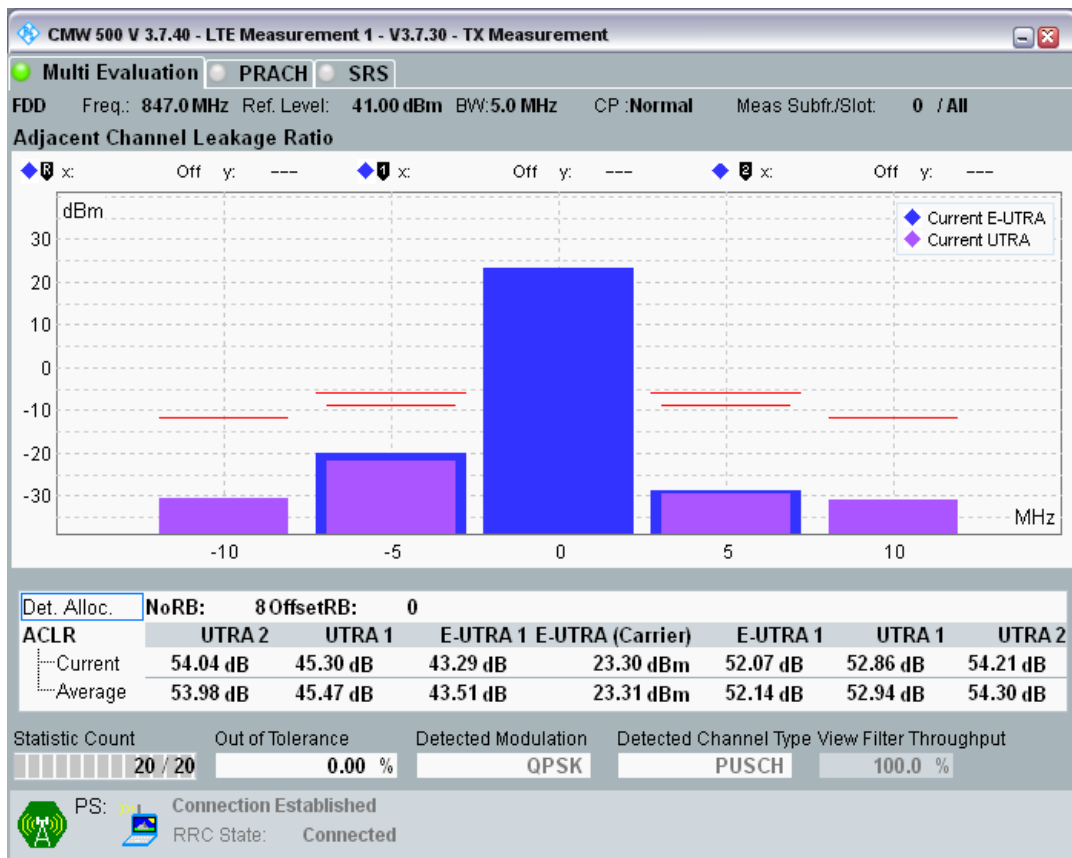 CMW 500 V 3.7.40 - LTE Measurement 1 - V3.7.30 - TX Measurement
Multi Evaluation PRACH SRS
FDD Freq.: 847.0 MHz Ref. Level: 41.00 dBm BW:5.0 MHz CP :Normal Meas Subfr./Slot: 0 / All
Adjacent Channel Leakage Ratio
R x: Off y: --- 1 x: Off y: --- 2 x: Off y: ---
dBm
Current E-UTRA
Current UTRA
30
20
10
0
-10
-20
-30
MHz
-10 -5 0 5 10
Det. Alloc. NoRB: 8 OffsetRB: 0
ACLR UTRA 2 UTRA 1 E-UTRA 1 E-UTRA (Carrier) E-UTRA 1 UTRA 1 UTRA 2
Current 54.04 dB 45.30 dB 43.29 dB 23.30 dBm 52.07 dB 52.86 dB 54.21 dB
Average 53.98 dB 45.47 dB 43.51 dB 23.31 dBm 52.14 dB 52.94 dB 54.30 dB
Statistic Count Out of Tolerance Detected Modulation Detected Channel Type View Filter Throughput
20 / 20 0.00 % QPSK PUSCH 100.0 %
PS: Connection Established
RRC State: Connected